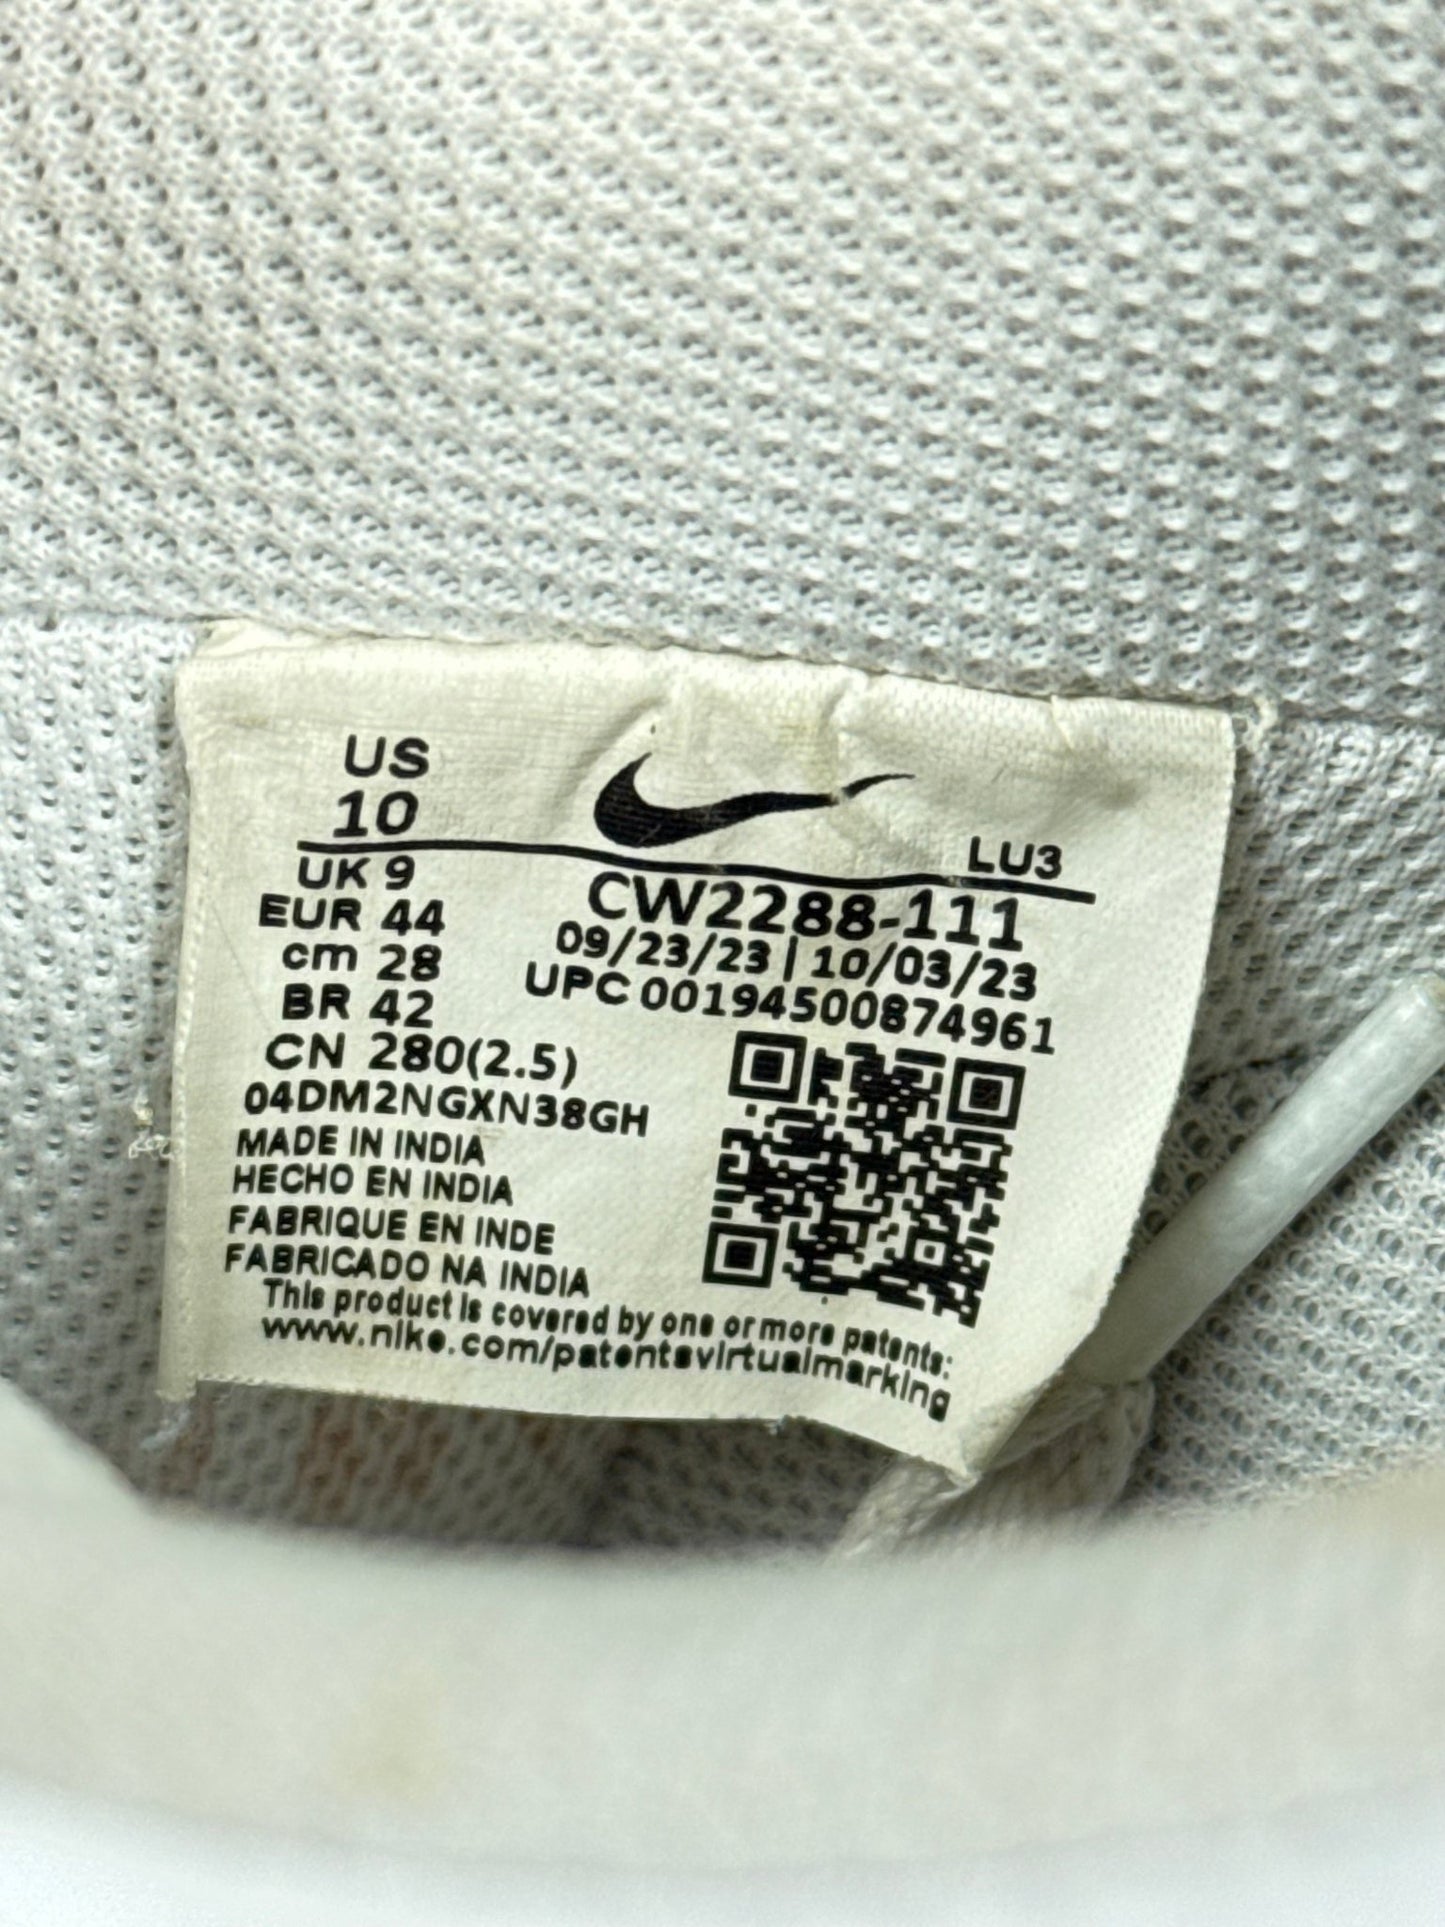 US
10
LU3
UK 9
EUR 44
cm 28
BR 42
CN 280(2.5)
CW2288-111
09/23/23 | 10/03/23
UPC 00194500874961
04DM2NGXN38GH
MADE IN INDIA
HECHO EN INDIA
FABRIQUE EN INDE
FABRICADO NA INDIA
This product is covered by one or more patents:
www.nike.com/patentsvirtualmarking